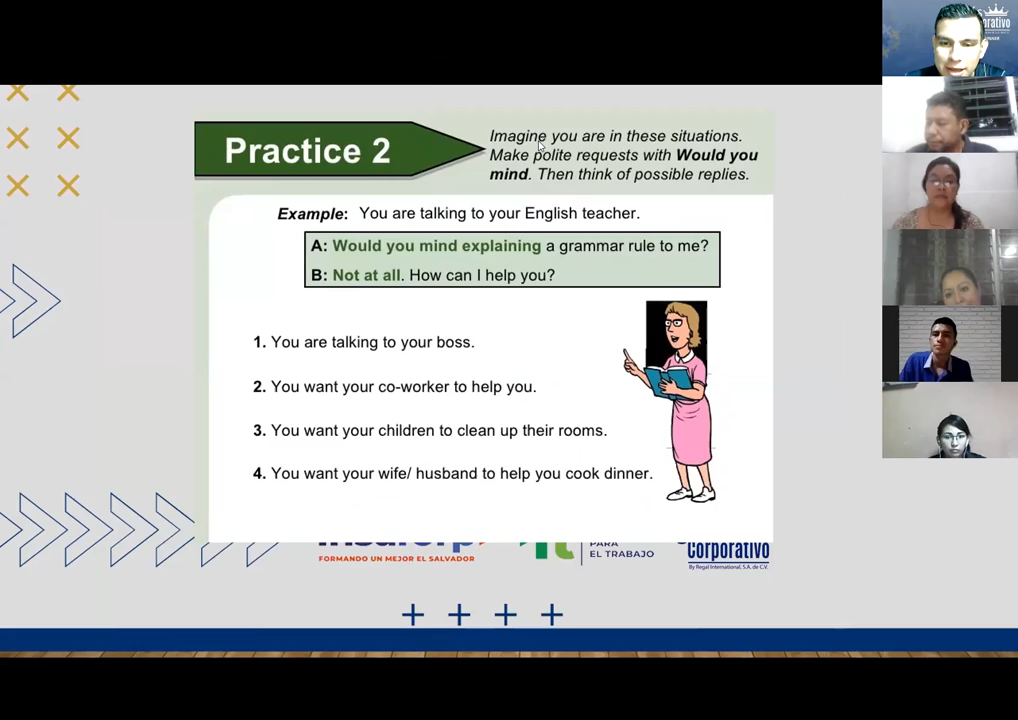 Practice 2
Imagine you are in these situations.
Make polite requests with Would you
mind. Then think of possible replies.
Example: You are talking to your English teacher.
A: Would you mind explaining a grammar rule to me?
B: Not at all. How can I help you?
1. You are talking to your boss.
2. You want your co-worker to help you.
3. You want your children to clean up their rooms.
4. You want your wife/ husband to help you cook dinner.
FORMANDO UN MEJOR EL SALVADOR
PARA
EL TRABAJO
Corporativo
By Regal International, S.A. de C.V.